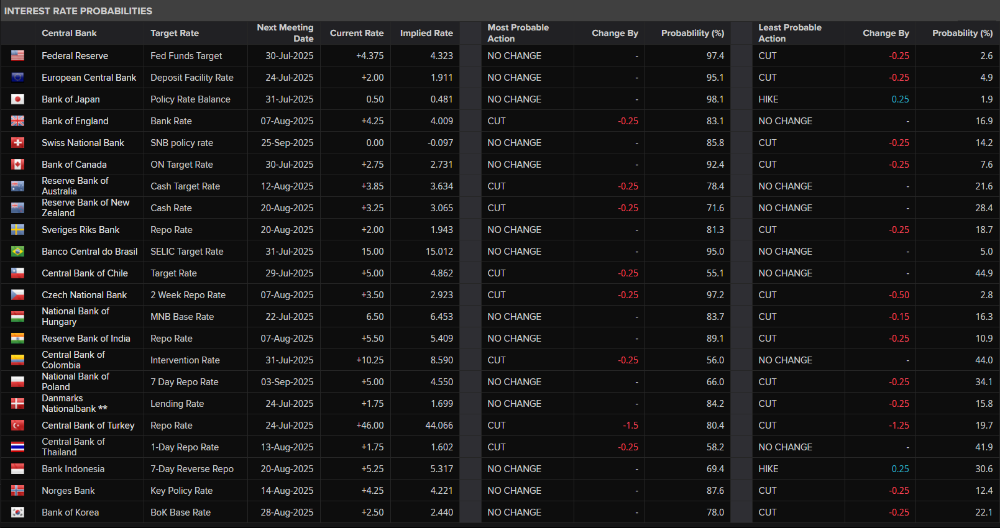 INTEREST RATE PROBABILITIES
Central Bank Target Rate Next Meeting Date Current Rate Implied Rate Most Probable Action Change By Probablility (%) Least Probable Action Change By Probability (%)
Federal Reserve Fed Funds Target 30-Jul-2025 +4.375 4.323 NO CHANGE - 97.4 CUT -0.25 2.6
European Central Bank Deposit Facility Rate 24-Jul-2025 +2.00 1.911 NO CHANGE - 95.1 CUT -0.25 4.9
Bank of Japan Policy Rate Balance 31-Jul-2025 0.50 0.481 NO CHANGE - 98.1 HIKE 0.25 1.9
Bank of England Bank Rate 07-Aug-2025 +4.25 4.009 CUT -0.25 83.1 NO CHANGE - 16.9
Swiss National Bank SNB policy rate 25-Sep-2025 0.00 -0.097 NO CHANGE - 85.8 CUT -0.25 14.2
Bank of Canada ON Target Rate 30-Jul-2025 +2.75 2.731 NO CHANGE - 92.4 CUT -0.25 7.6
Reserve Bank of Australia Cash Target Rate 12-Aug-2025 +3.85 3.634 CUT -0.25 78.4 NO CHANGE - 21.6
Reserve Bank of New Zealand Cash Rate 20-Aug-2025 +3.25 3.065 CUT -0.25 71.6 NO CHANGE - 28.4
Sveriges Riks Bank Repo Rate 20-Aug-2025 +2.00 1.943 NO CHANGE - 81.3 CUT -0.25 18.7
Banco Central do Brasil SELIC Target Rate 31-Jul-2025 15.00 15.012 NO CHANGE - 95.0 NO CHANGE - 5.0
Central Bank of Chile Target Rate 29-Jul-2025 +5.00 4.862 CUT -0.25 55.1 NO CHANGE - 44.9
Czech National Bank 2 Week Repo Rate 07-Aug-2025 +3.50 2.923 CUT -0.25 97.2 CUT -0.50 2.8
National Bank of Hungary MNB Base Rate 22-Jul-2025 6.50 6.453 NO CHANGE - 83.7 CUT -0.15 16.3
Reserve Bank of India Repo Rate 07-Aug-2025 +5.50 5.409 NO CHANGE - 89.1 CUT -0.25 10.9
Central Bank of Colombia Intervention Rate 31-Jul-2025 +10.25 8.590 CUT -0.25 56.0 NO CHANGE - 44.0
National Bank of Poland 7 Day Repo Rate 03-Sep-2025 +5.00 4.550 NO CHANGE - 66.0 CUT -0.25 34.1
Danmarks Nationalbank ** Lending Rate 24-Jul-2025 +1.75 1.699 NO CHANGE - 84.2 CUT -0.25 15.8
Central Bank of Turkey Repo Rate 24-Jul-2025 +46.00 44.066 CUT -1.5 80.4 CUT -1.25 19.7
Central Bank of Thailand 1-Day Repo Rate 13-Aug-2025 +1.75 1.602 CUT -0.25 58.2 NO CHANGE - 41.9
Bank Indonesia 7-Day Reverse Repo 20-Aug-2025 +5.25 5.317 NO CHANGE - 69.4 HIKE 0.25 30.6
Norges Bank Key Policy Rate 14-Aug-2025 +4.25 4.221 NO CHANGE - 87.6 CUT -0.25 12.4
Bank of Korea BoK Base Rate 28-Aug-2025 +2.50 2.440 NO CHANGE - 78.0 CUT -0.25 22.1